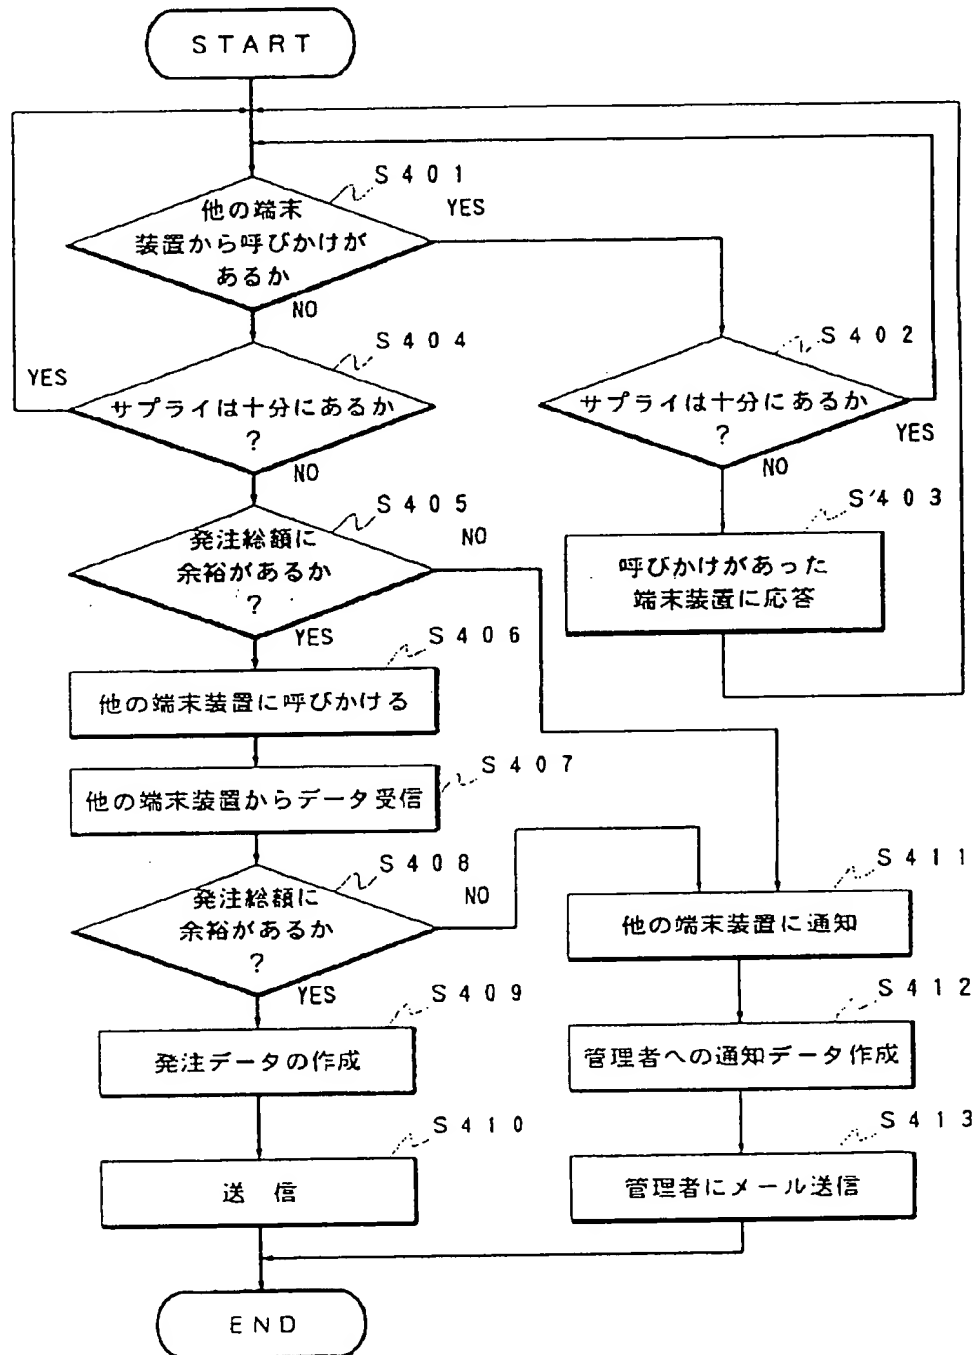 START
S401
他の端末
装置から呼びかけが
あるか
YES
NO
S404
サプライは十分にあるか
?
YES
NO
S402
サプライは十分にあるか
?
YES
NO
S403
呼びかけがあった
端末装置に応答
S405
発注総額に
余裕があるか
?
NO
YES
S406
他の端末装置に呼びかける
S407
他の端末装置からデータ受信
S408
発注総額に
余裕があるか
?
NO
YES
S409
発注データの作成
S410
送 信
S411
他の端末装置に通知
S412
管理者への通知データ作成
S413
管理者にメール送信
END